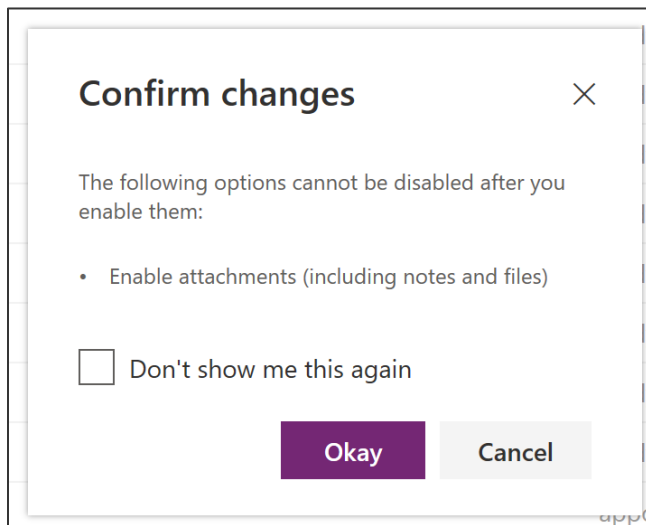 Confirm changes
The following options cannot be disabled after you
enable them:
• Enable attachments (including notes and files)
Don't show me this again
Okay
Cancel